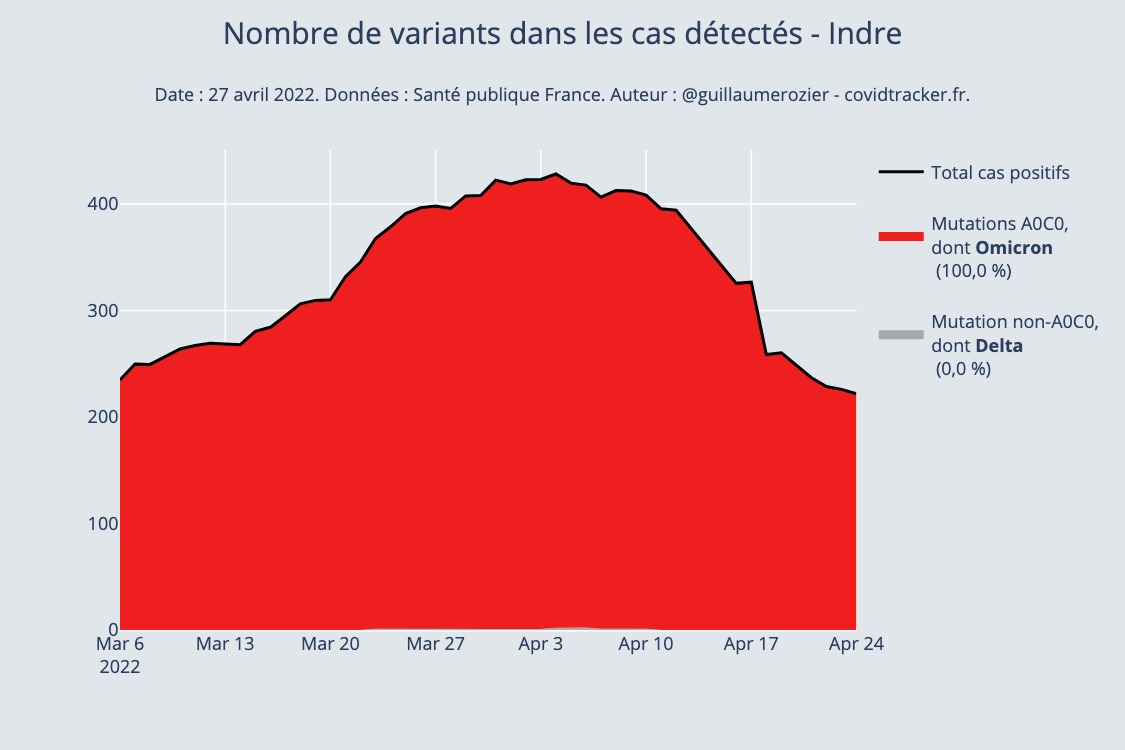 Nombre de variants dans les cas détectés - Indre
Date : 27 avril 2022. Données : Santé publique France. Auteur : @guillaumerozier - covidtracker.fr.
Total cas positifs
Mutations A0C0,
dont Omicron
(100,0 %)
Mutation non-A0C0,
dont Delta
(0,0 %)
400
300
200
100
0
Mar 6 Mar 13 Mar 20 Mar 27 Apr 3 Apr 10 Apr 17 Apr 24
2022